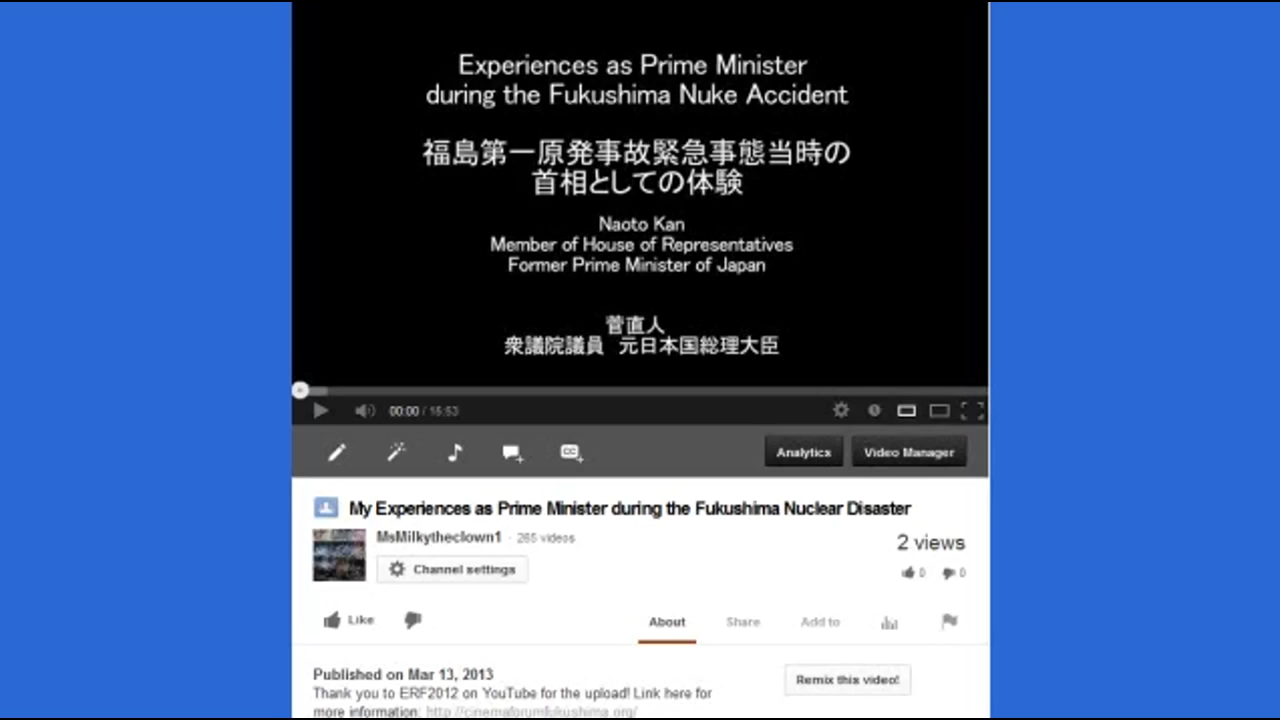 Experiences as Prime Minister
during the Fukushima Nuke Accident
福島第一原発事故緊急事態当時の
首相としての体験
Naoto Kan
Member of House of Representatives
Former Prime Minister of Japan
菅直人
衆議院議員　元日本国総理大臣
00:00 / 15:53
Analytics Video Manager
My Experiences as Prime Minister during the Fukushima Nuclear Disaster
MsMilkytheclown1 · 265 videos
2 views
Channel settings
0 0
Like
About Share Add to
Published on Mar 13, 2013
Remix this video!
Thank you to ERF2012 on YouTube for the upload! Link here for
more information: http://cinemaforumfukushima.org/